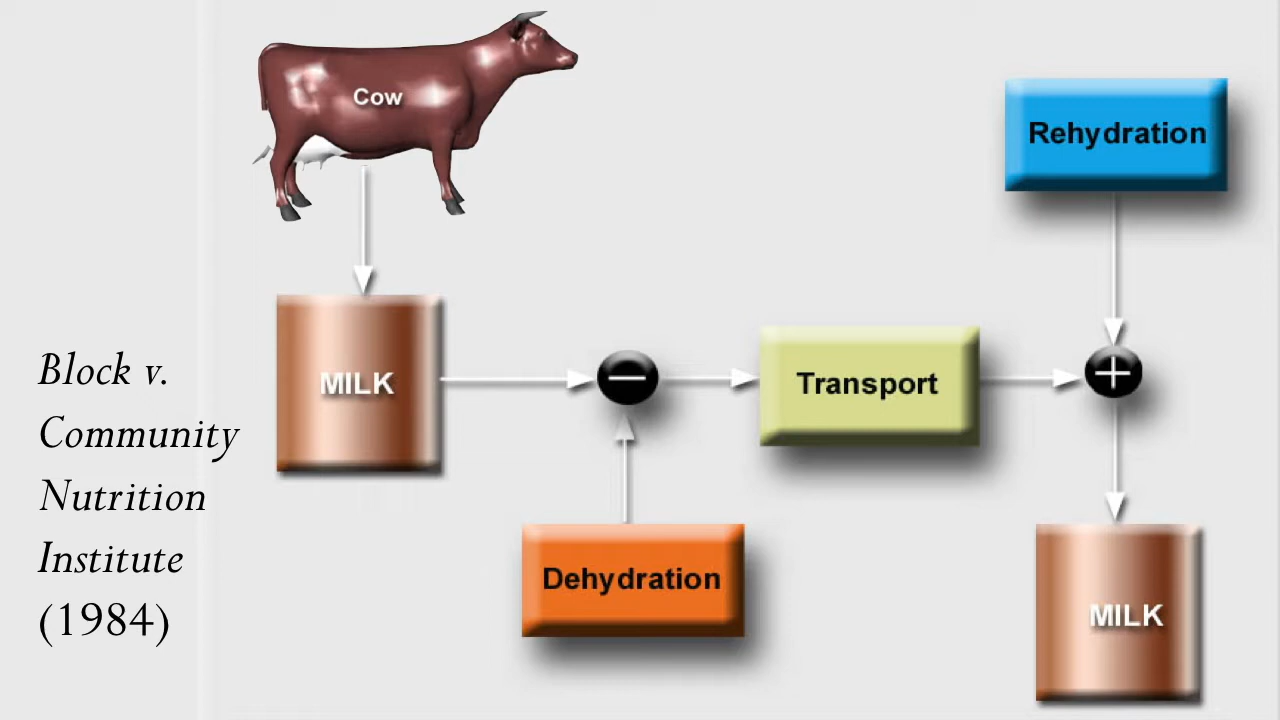 Cow
Rehydration
MILK
Transport
Dehydration
MILK
Block v.
Community
Nutrition
Institute
(1984)